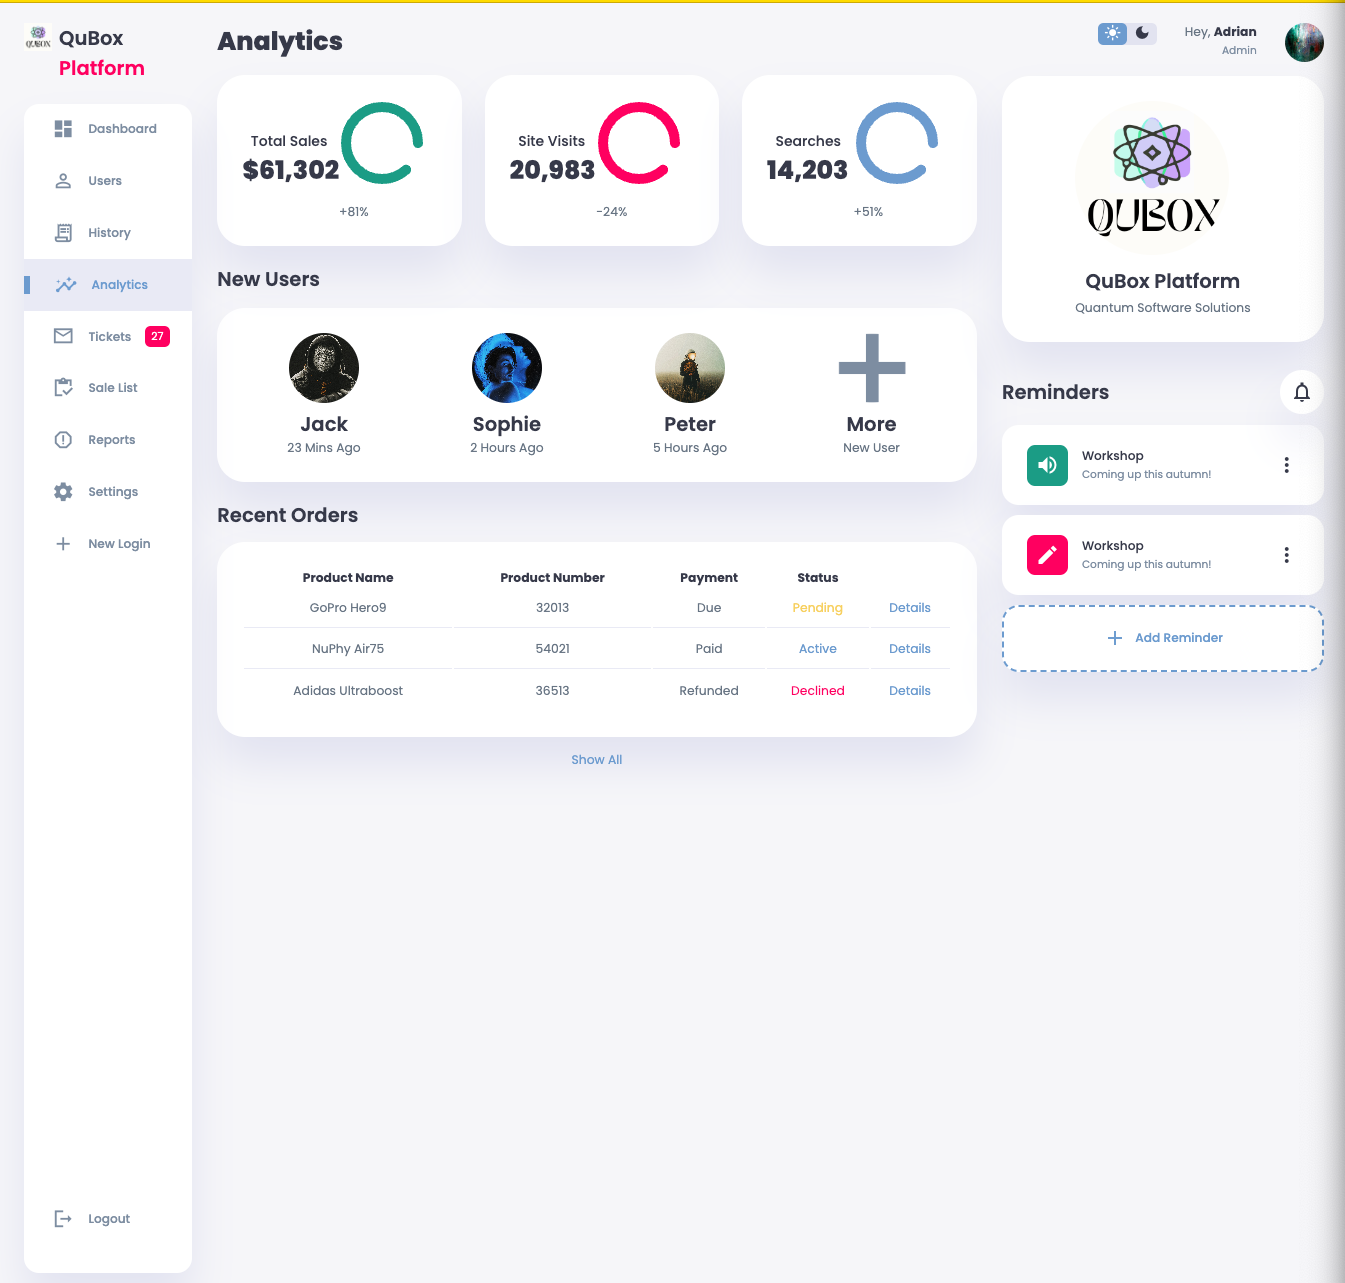 QUBOX
QuBox
Platform
Dashboard
Users
History
Analytics
Tickets 27
Sale List
Reports
Settings
New Login
Logout
Analytics
Total Sales
$61,302
+81%
Site Visits
20,983
-24%
Searches
14,203
+51%
New Users
Jack
23 Mins Ago
Sophie
2 Hours Ago
Peter
5 Hours Ago
More
New User
Recent Orders
Product Name Product Number Payment Status
GoPro Hero9 32013 Due Pending Details
NuPhy Air75 54021 Paid Active Details
Adidas Ultraboost 36513 Refunded Declined Details
Show All
Hey, Adrian
Admin
QUBOX
QuBox Platform
Quantum Software Solutions
Reminders
Workshop
Coming up this autumn!
Workshop
Coming up this autumn!
Add Reminder